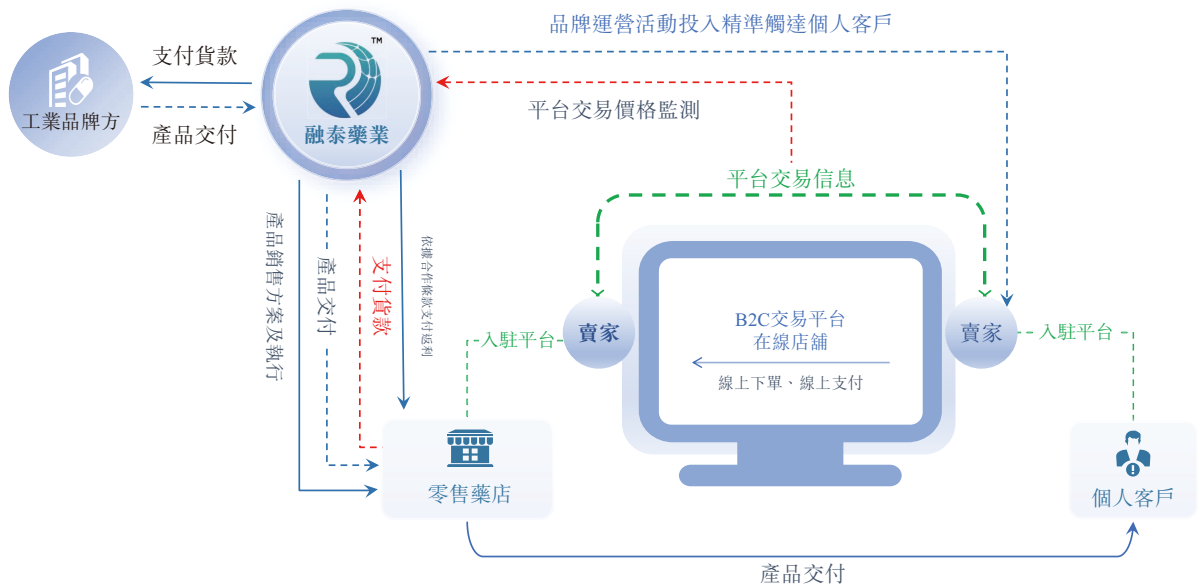 品牌運營活動投入精準觸達個人客戶
支付貨款
TM
工業品牌方
融泰藥業
平台交易價格監測
產品交付
平台交易信息
產品銷售方案及執行
產品交付
支付貨款
依據合作條款支付返利
入駐平台
賣家
B2C交易平台
在線店舖
線上下單、線上支付
賣家
入駐平台
零售藥店
個人客戶
產品交付